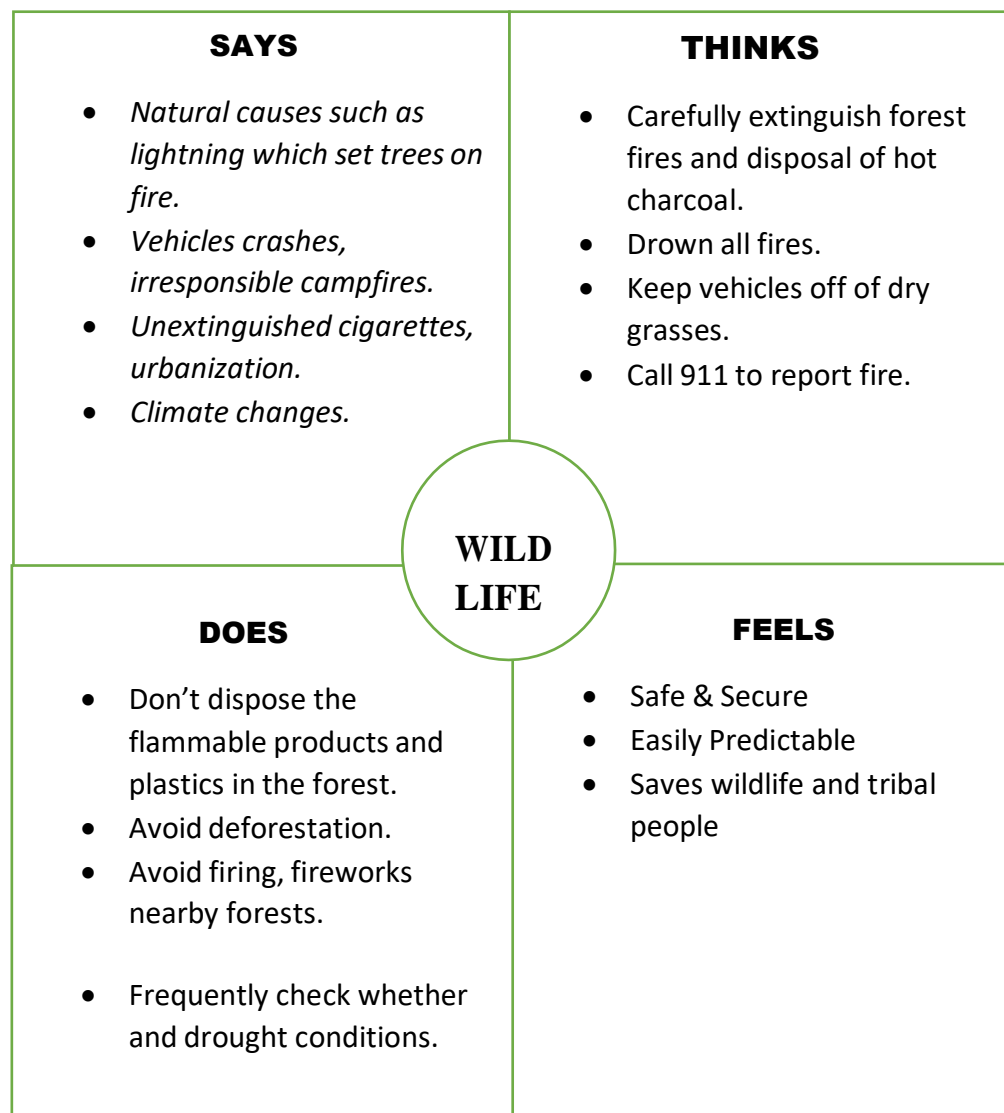 SAYS
• Natural causes such as
lightning which set trees on
fire.
• Vehicles crashes,
irresponsible campfires.
• Unextinguished cigarettes,
urbanization.
• Climate changes.
THINKS
• Carefully extinguish forest
fires and disposal of hot
charcoal.
• Drown all fires.
• Keep vehicles off of dry
grasses.
• Call 911 to report fire.
WILD
LIFE
DOES
• Don’t dispose the
flammable products and
plastics in the forest.
• Avoid deforestation.
• Avoid firing, fireworks
nearby forests.
• Frequently check whether
and drought conditions.
FEELS
• Safe & Secure
• Easily Predictable
• Saves wildlife and tribal
people